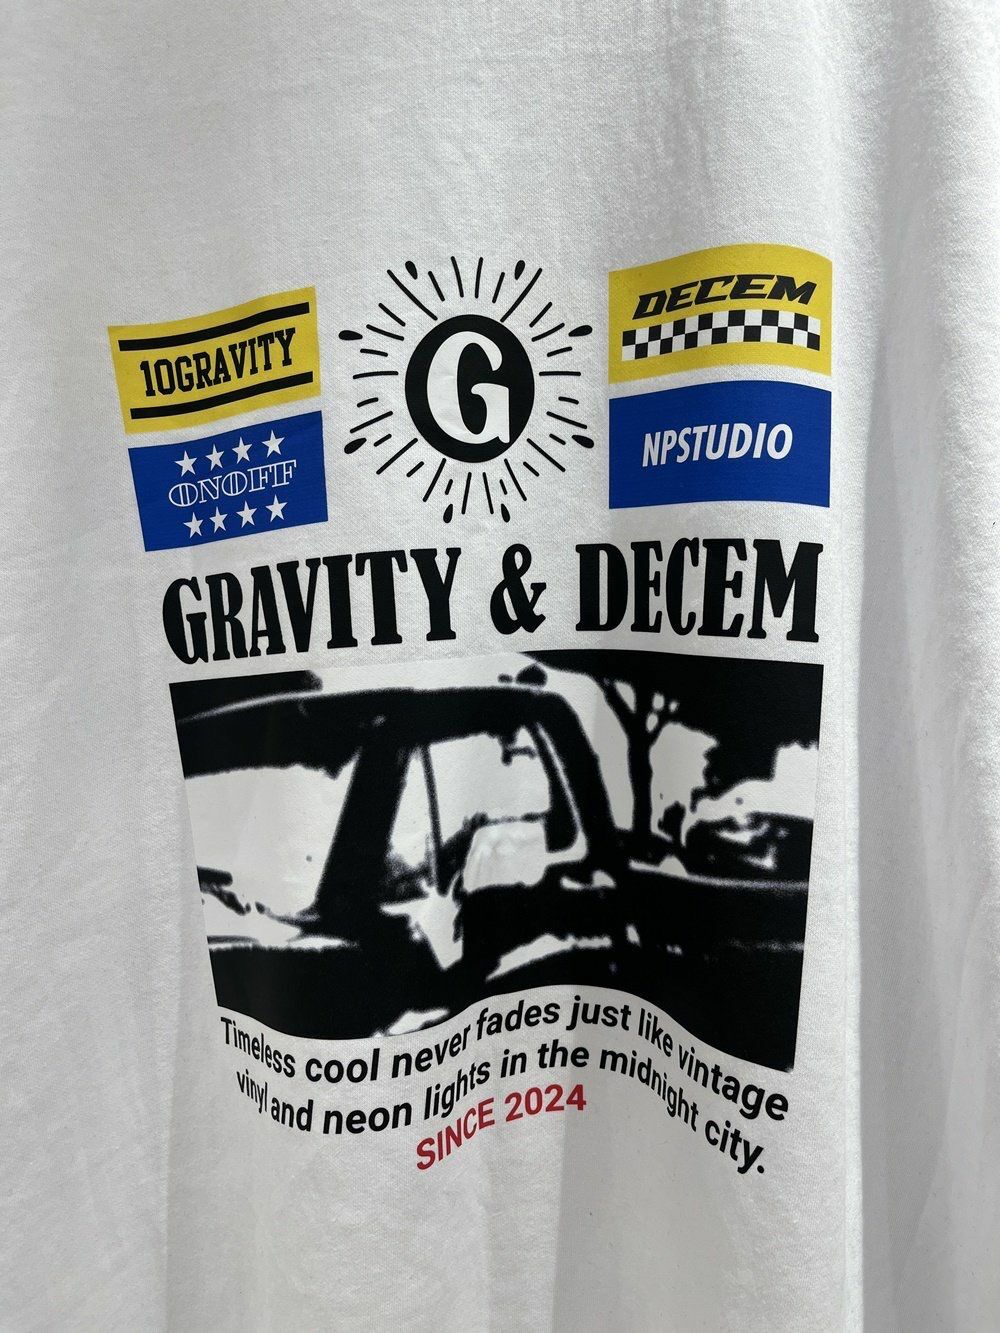 10GRAVITY
ONOFF
G
DECEM
NPSTUDIO
GRAVITY & DECEM
Timeless cool never fades just like vintage
vinyl and neon lights in the midnight city.
SINCE 2024